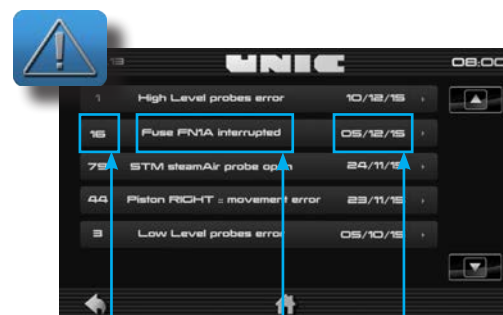 13 UNIC 08:00
1 High Level probes error 10/12/15
16 Fuse FN1A interrupted 05/12/15
79 STM steamAir probe open 24/11/15
44 Piston RIGHT :: movement error 23/11/15
3 Low Level probes error 05/10/15